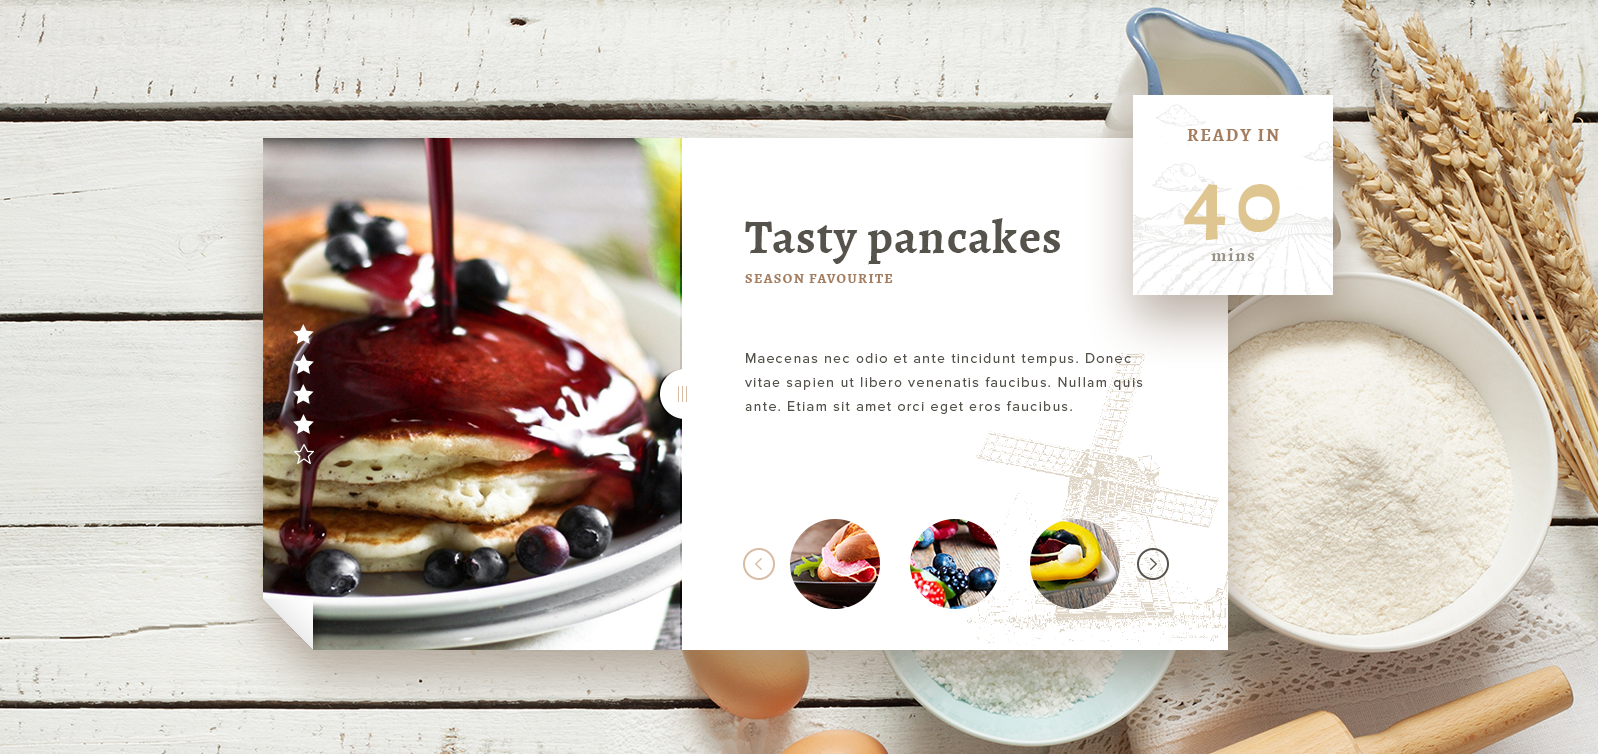 READY IN
40
mins
Tasty pancakes
SEASON FAVOURITE
Maecenas nec odio et ante tincidunt tempus. Donec
vitae sapien ut libero venenatis faucibus. Nullam quis
ante. Etiam sit amet orci eget eros faucibus.